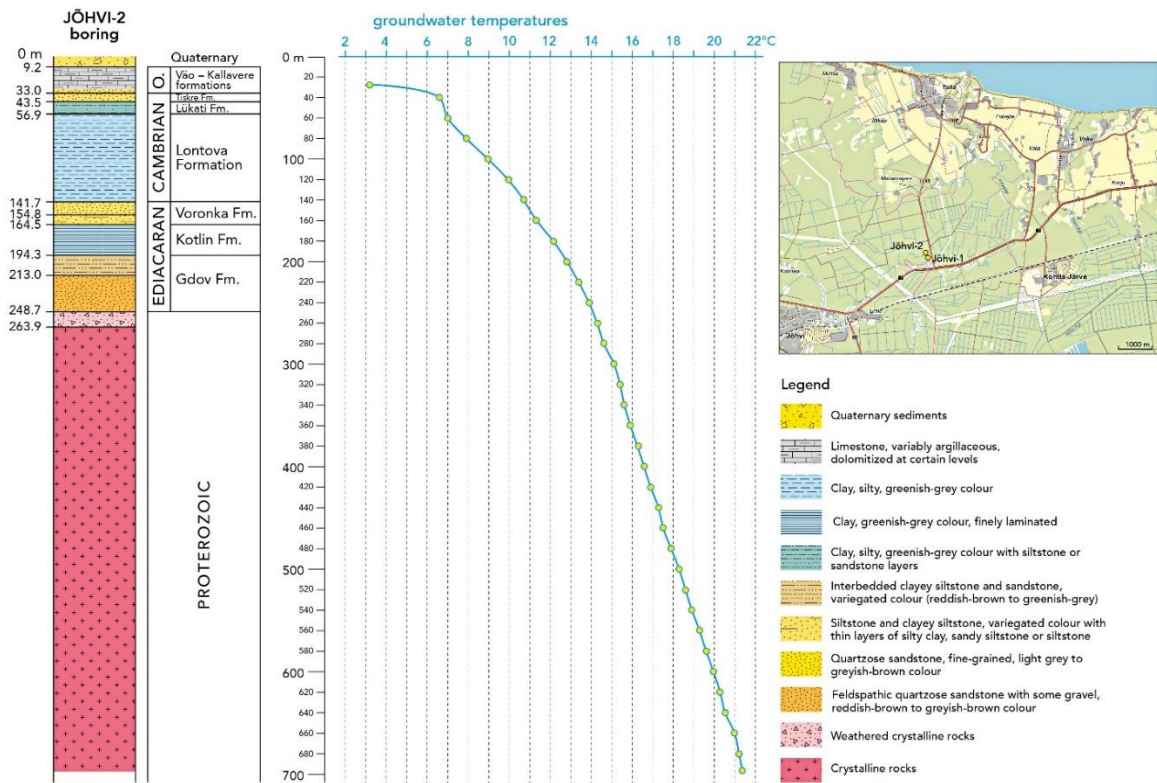 JÕHVI-2
boring
0 m
9.2
33.0
43.5
56.9
141.7
154.8
164.5
194.3
213.0
248.7
263.9
Quaternary
O.
Väo – Kallavere
formations
Tiskre Fm.
Lükati Fm.
CAMBRIAN
Lontova
Formation
EDIACARAN
Voronka Fm.
Kotlin Fm.
Gdov Fm.
PROTEROZOIC
groundwater temperatures
2 4 6 8 10 12 14 16 18 20 22°C
0 m
20
40
60
80
100
120
140
160
180
200
220
240
260
280
300
320
340
360
380
400
420
440
460
480
500
520
540
560
580
600
620
640
660
680
700
Toila
Voka
Jõhvi-2
Jõhvi-1
Kohtla-Järve
Jõhvi
1000 m
Legend
Quaternary sediments
Limestone, variably argillaceous,
dolomitized at certain levels
Clay, silty, greenish-grey colour
Clay, greenish-grey colour, finely laminated
Clay, silty, greenish-grey colour with siltstone or
sandstone layers
Interbedded clayey siltstone and sandstone,
variegated colour (reddish-brown to greenish-grey)
Siltstone and clayey siltstone, variegated colour with
thin layers of silty clay, sandy siltstone or siltstone
Quartzose sandstone, fine-grained, light grey to
greyish-brown colour
Feldspathic quartzose sandstone with some gravel,
reddish-brown to greyish-brown colour
Weathered crystalline rocks
Crystalline rocks